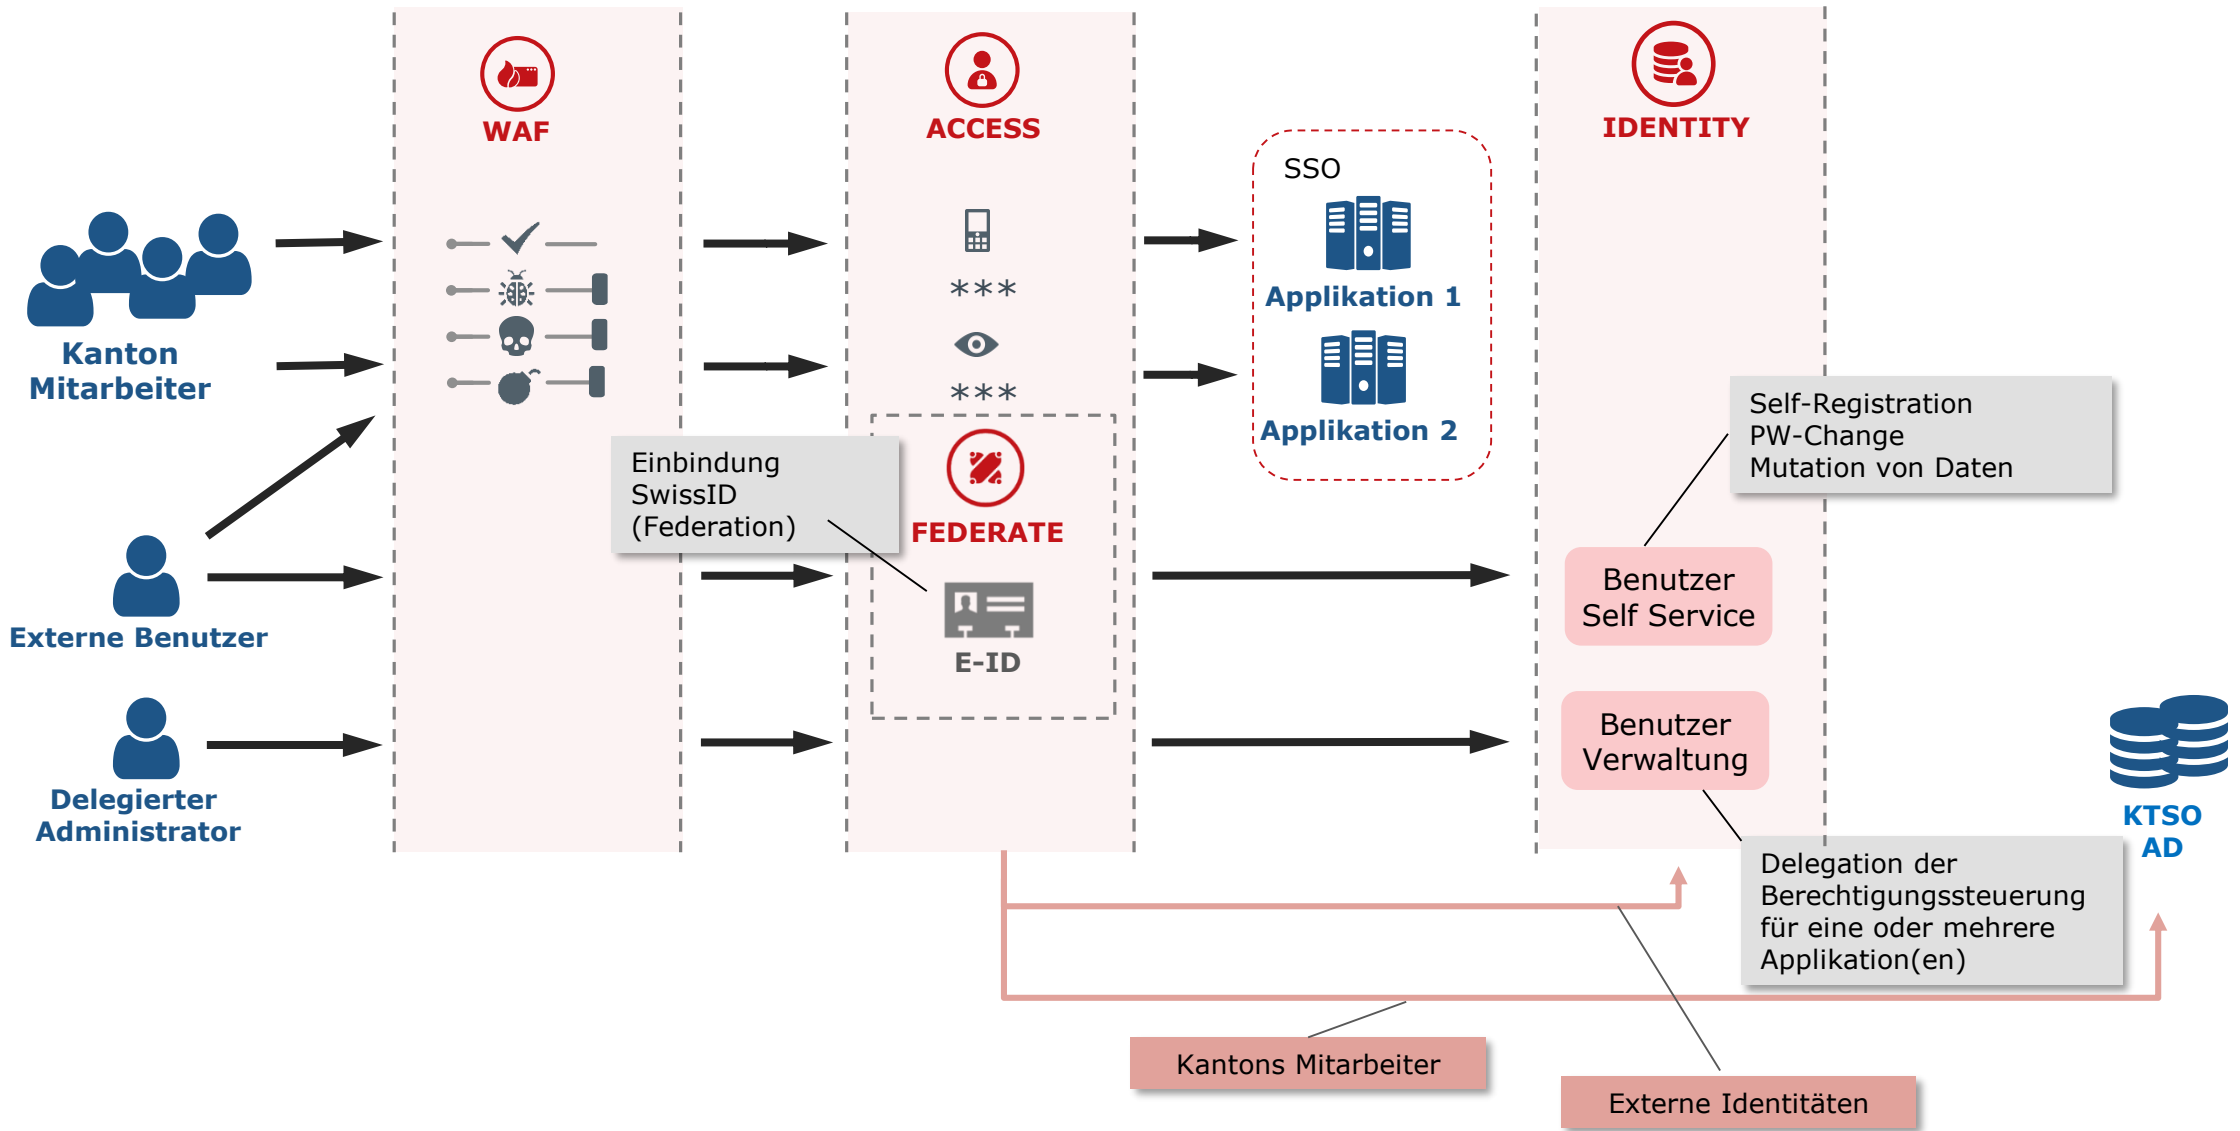 WAF
ACCESS
IDENTITY
SSO
***
Applikation 1
***
Applikation 2
Kanton
Mitarbeiter
Self-Registration
PW-Change
Mutation von Daten
Einbindung
SwissID
(Federation)
FEDERATE
Externe Benutzer
E-ID
Benutzer
Self Service
Benutzer
Verwaltung
Delegierter
Administrator
KTSO
AD
Delegation der
Berechtigungssteuerung
für eine oder mehrere
Applikation(en)
Kantons Mitarbeiter
Externe Identitäten